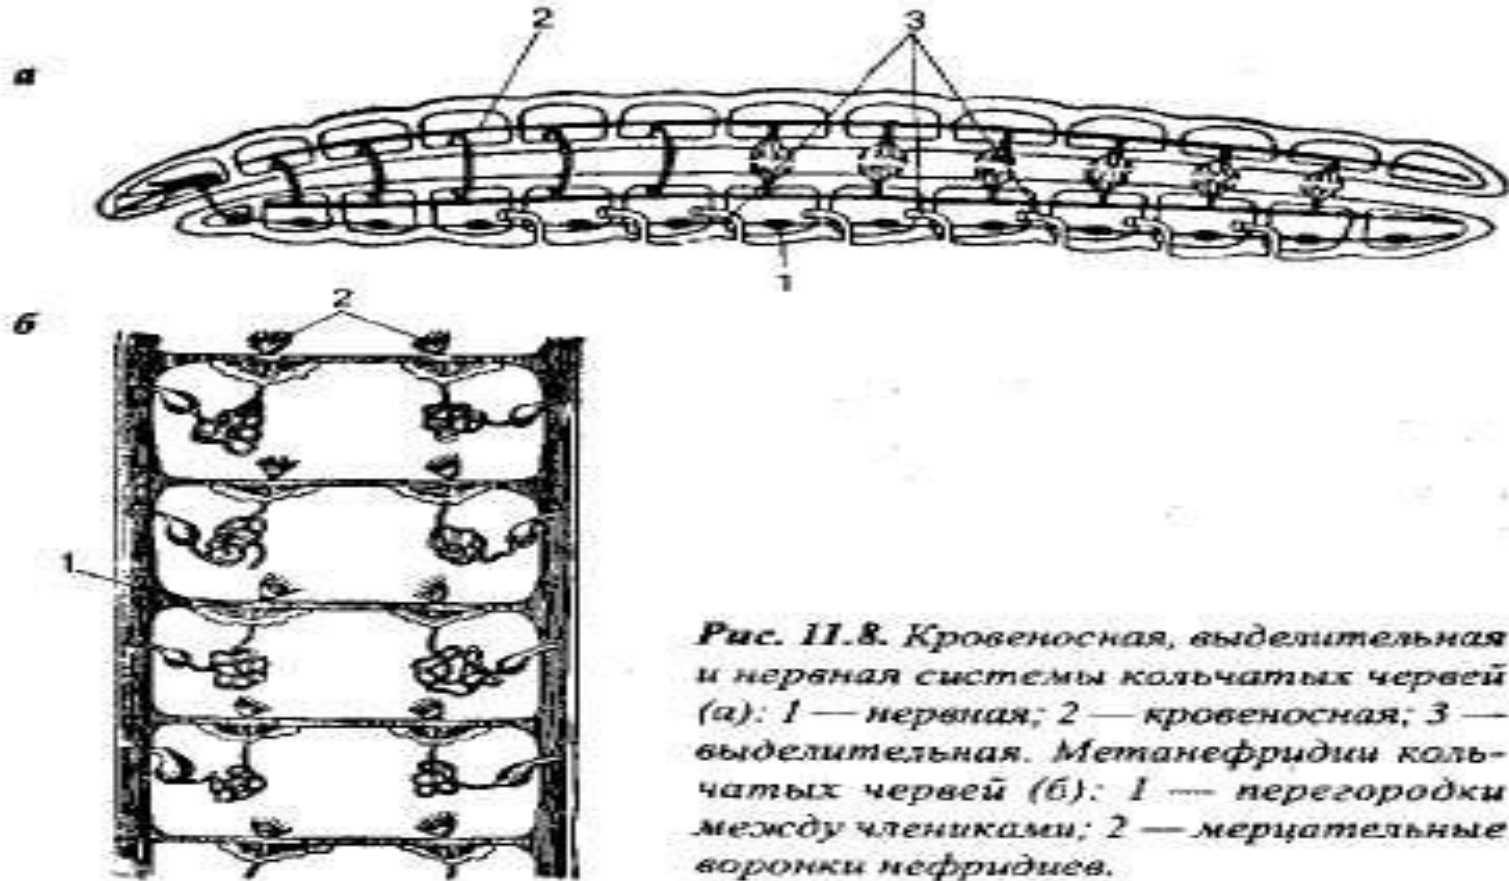 2
3
а
1
2
б
1
Рис. 11.8. Кровеносная, выделительная
и нервная системы кольчатых червей
(а): 1 — нервная; 2 — кровеносная; 3 —
выделительная. Метанефридии коль-
чатых червей (б): 1 — перегородки
между члениками; 2 — мерцательные
воронки нефридиев.